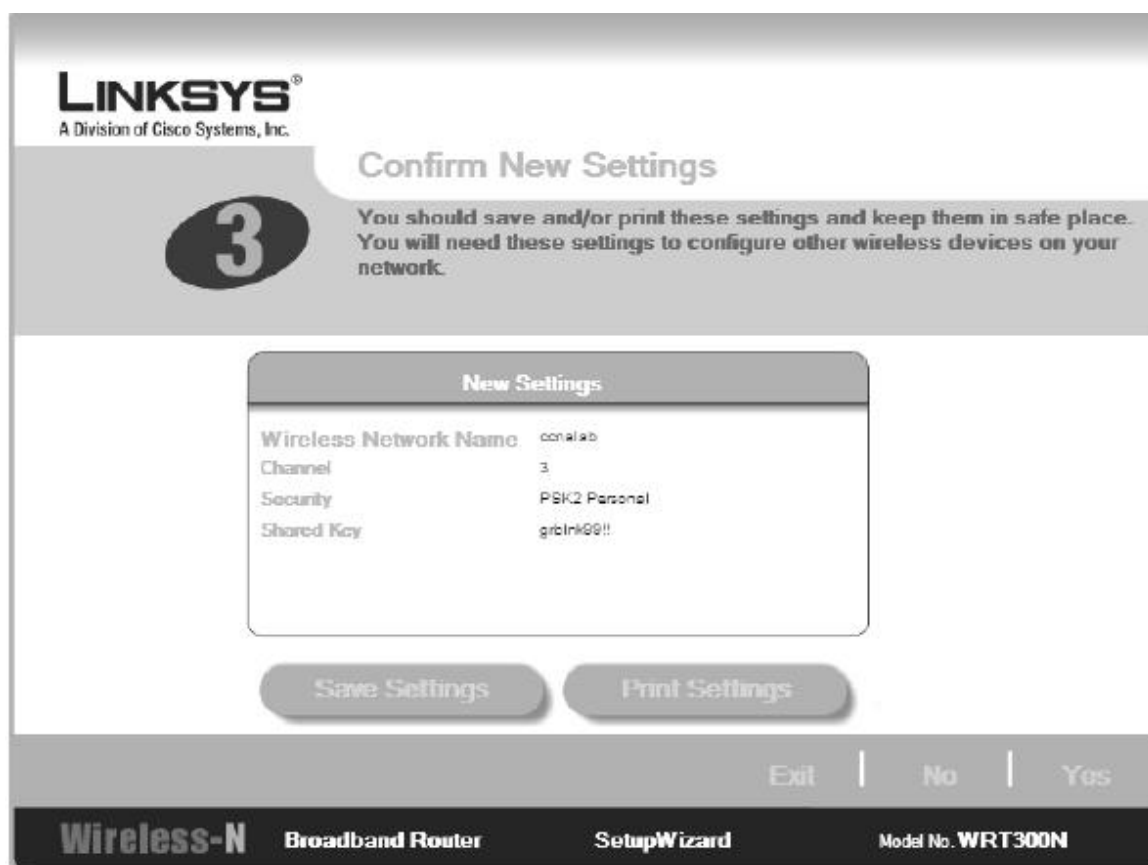 LINKSYS®
A Division of Cisco Systems, Inc.
Confirm New Settings
3
You should save and/or print these settings and keep them in safe place.
You will need these settings to configure other wireless devices on your
network.
New Settings
Wireless Network Name ccnalab
Channel 3
Security PSK2 Personal
Shared Key
Save Settings Print Settings
Exit No Yes
Wireless-N Broadband Router SetupWizard Model No. WRT300N